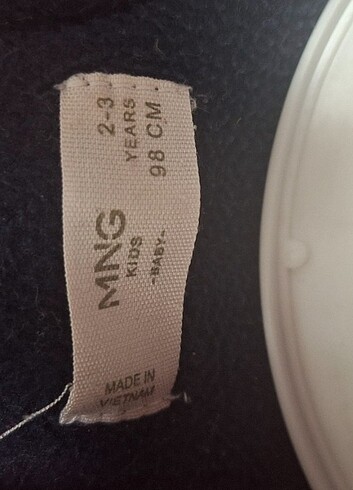 MNG
KIDS
-BABY-
2-3
YEARS
98 CM
MADE IN
VIETNAM